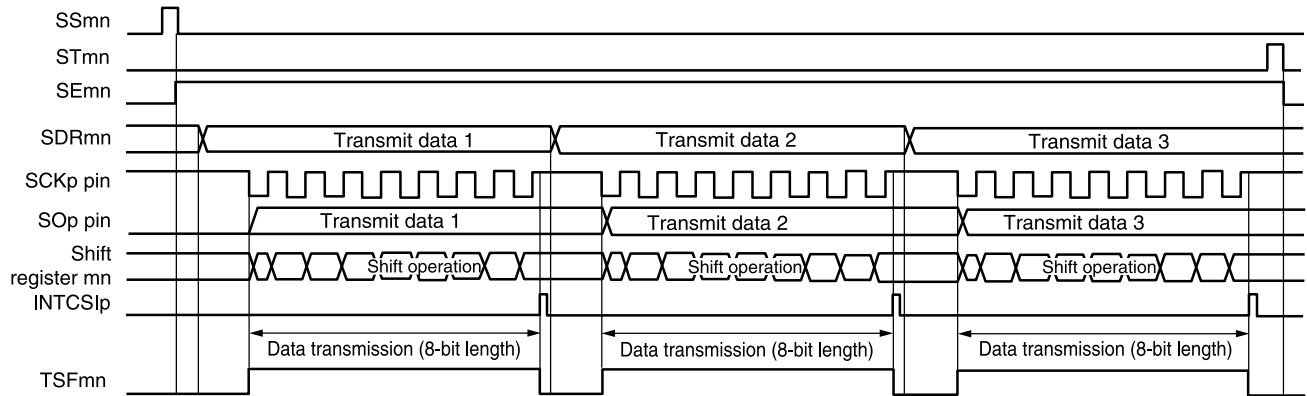 SSmn
STmn
SEmn
SDRmn Transmit data 1 Transmit data 2 Transmit data 3
SCKp pin
SOp pin Transmit data 1 Transmit data 2 Transmit data 3
Shift
register mn Shift operation Shift operation Shift operation
INTCSIp
Data transmission (8-bit length) Data transmission (8-bit length) Data transmission (8-bit length)
TSFmn